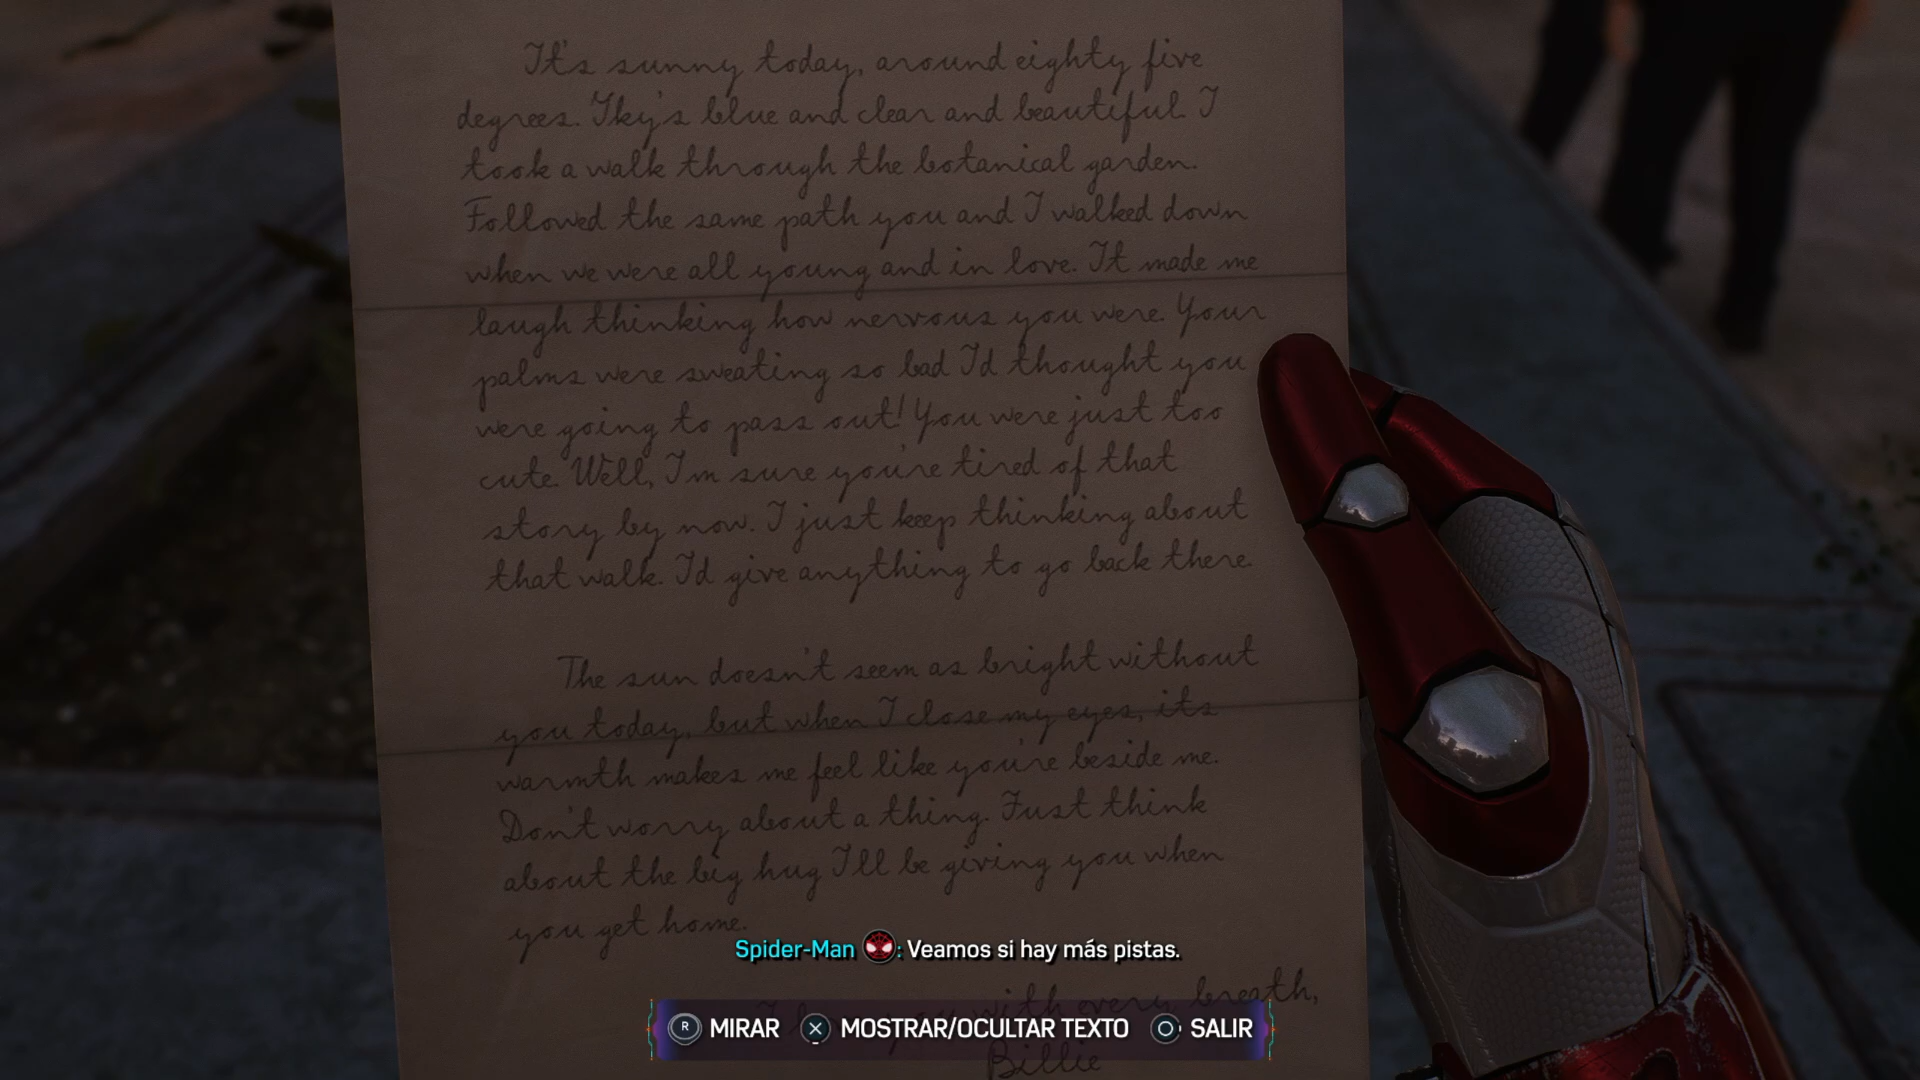 It's sunny today, around eighty five
degrees. Sky's blue and clear and beautiful. I
took a walk through the botanical garden.
Followed the same path you and I walked down
when we were all young and in love. It made me
laugh thinking how nervous you were. Your
palms were sweating so bad I'd thought you
were going to pass out! You were just too
cute. Well, I'm sure you're tired of that
story by now. I just keep thinking about
that walk. I'd give anything to go back there.
The sun doesn't seem as bright without
you today, but when I close my eyes, its
warmth makes me feel like you're beside me.
Don't worry about a thing. Just think
about the big hug I'll be giving you when
you get home.
Spider-Man : Veamos si hay más pistas.
with every breath,
R MIRAR MOSTRAR/OCULTAR TEXTO SALIR
Billie